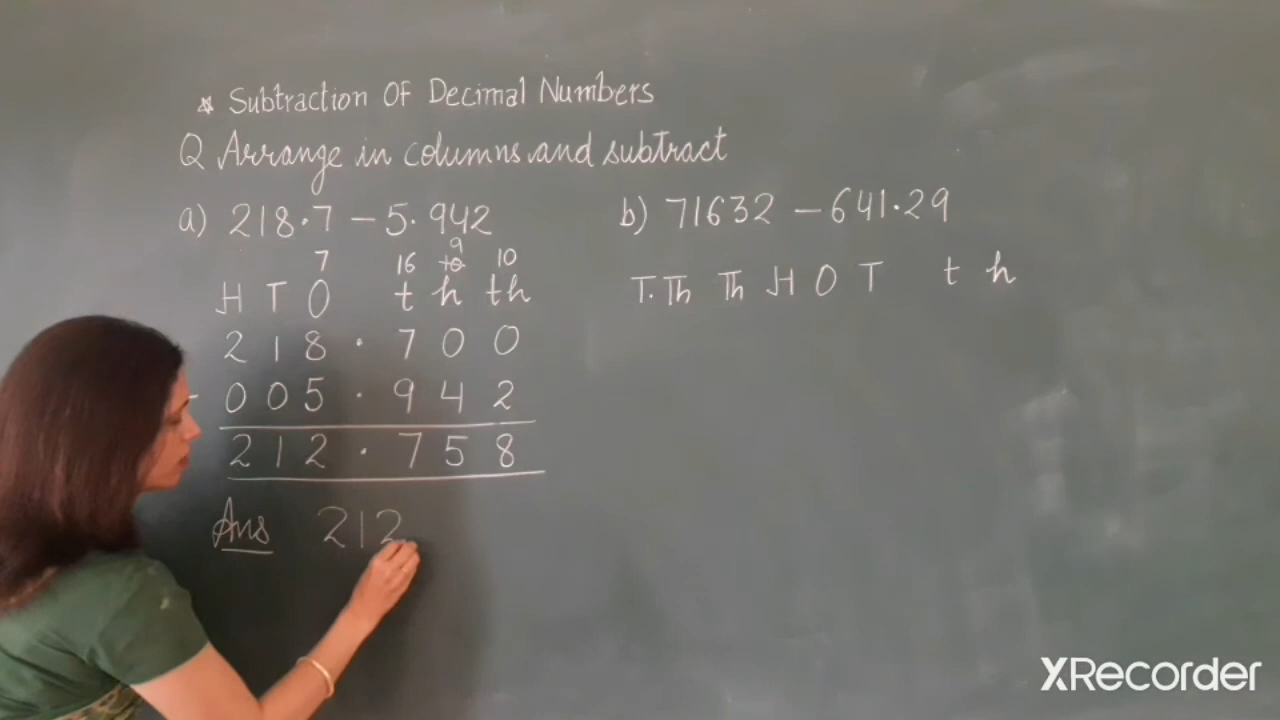 * Subtraction Of Decimal Numbers
Q Arrange in columns and subtract
a) 218.7 - 5.942
7 16 9 10 10
H T O t h th
2 1 8 . 7 0 0
- 0 0 5 . 9 4 2
2 1 2 . 7 5 8
Ans 212
b) 71632 - 641.29
T.Th Th H O T t h
XRecorder